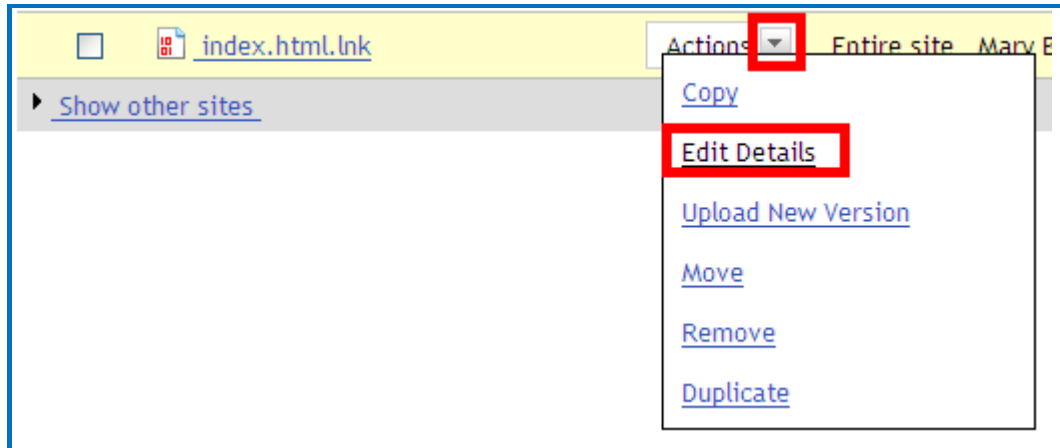 index.html.lnk Actions Entire site Mary
Show other sites
Copy
Edit Details
Upload New Version
Move
Remove
Duplicate